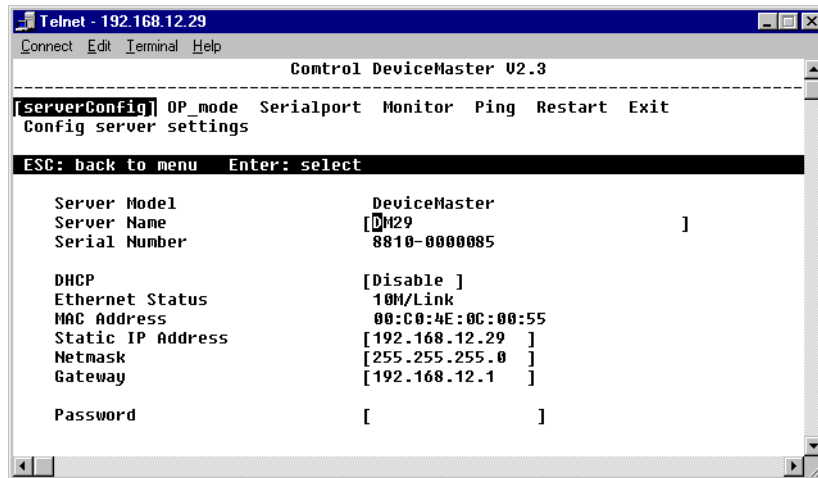 Telnet - 192.168.12.29
Connect Edit Terminal Help
Comtrol DeviceMaster V2.3
--------------------------------------------------------------------------------
[serverConfig] OP_mode Serialport Monitor Ping Restart Exit
Config server settings
ESC: back to menu Enter: select
Server Model DeviceMaster
Server Name [DM29 ]
Serial Number 8810-0000085
DHCP [Disable ]
Ethernet Status 10M/Link
MAC Address 00:C0:4E:0C:00:55
Static IP Address [192.168.12.29 ]
Netmask [255.255.255.0 ]
Gateway [192.168.12.1 ]
Password [ ]